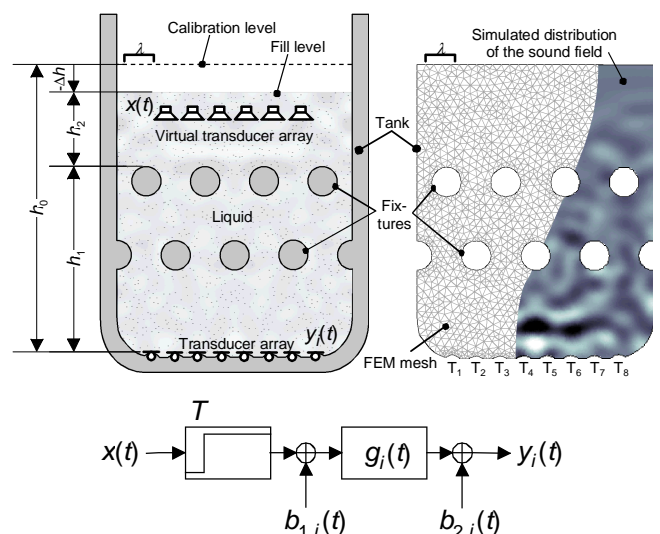 Calibration level
λ
Fill level
-Δh
x(t)
Virtual transducer array
h₂
Tank
h₀
Liquid
Fix-
tures
h₁
Transducer array
yᵢ(t)
Simulated distribution
of the sound field
λ
FEM mesh
T₁ T₂ T₃ T₄ T₅ T₆ T₇ T₈
T
x(t)
gᵢ(t)
yᵢ(t)
b₁,ᵢ(t)
b₂,ᵢ(t)